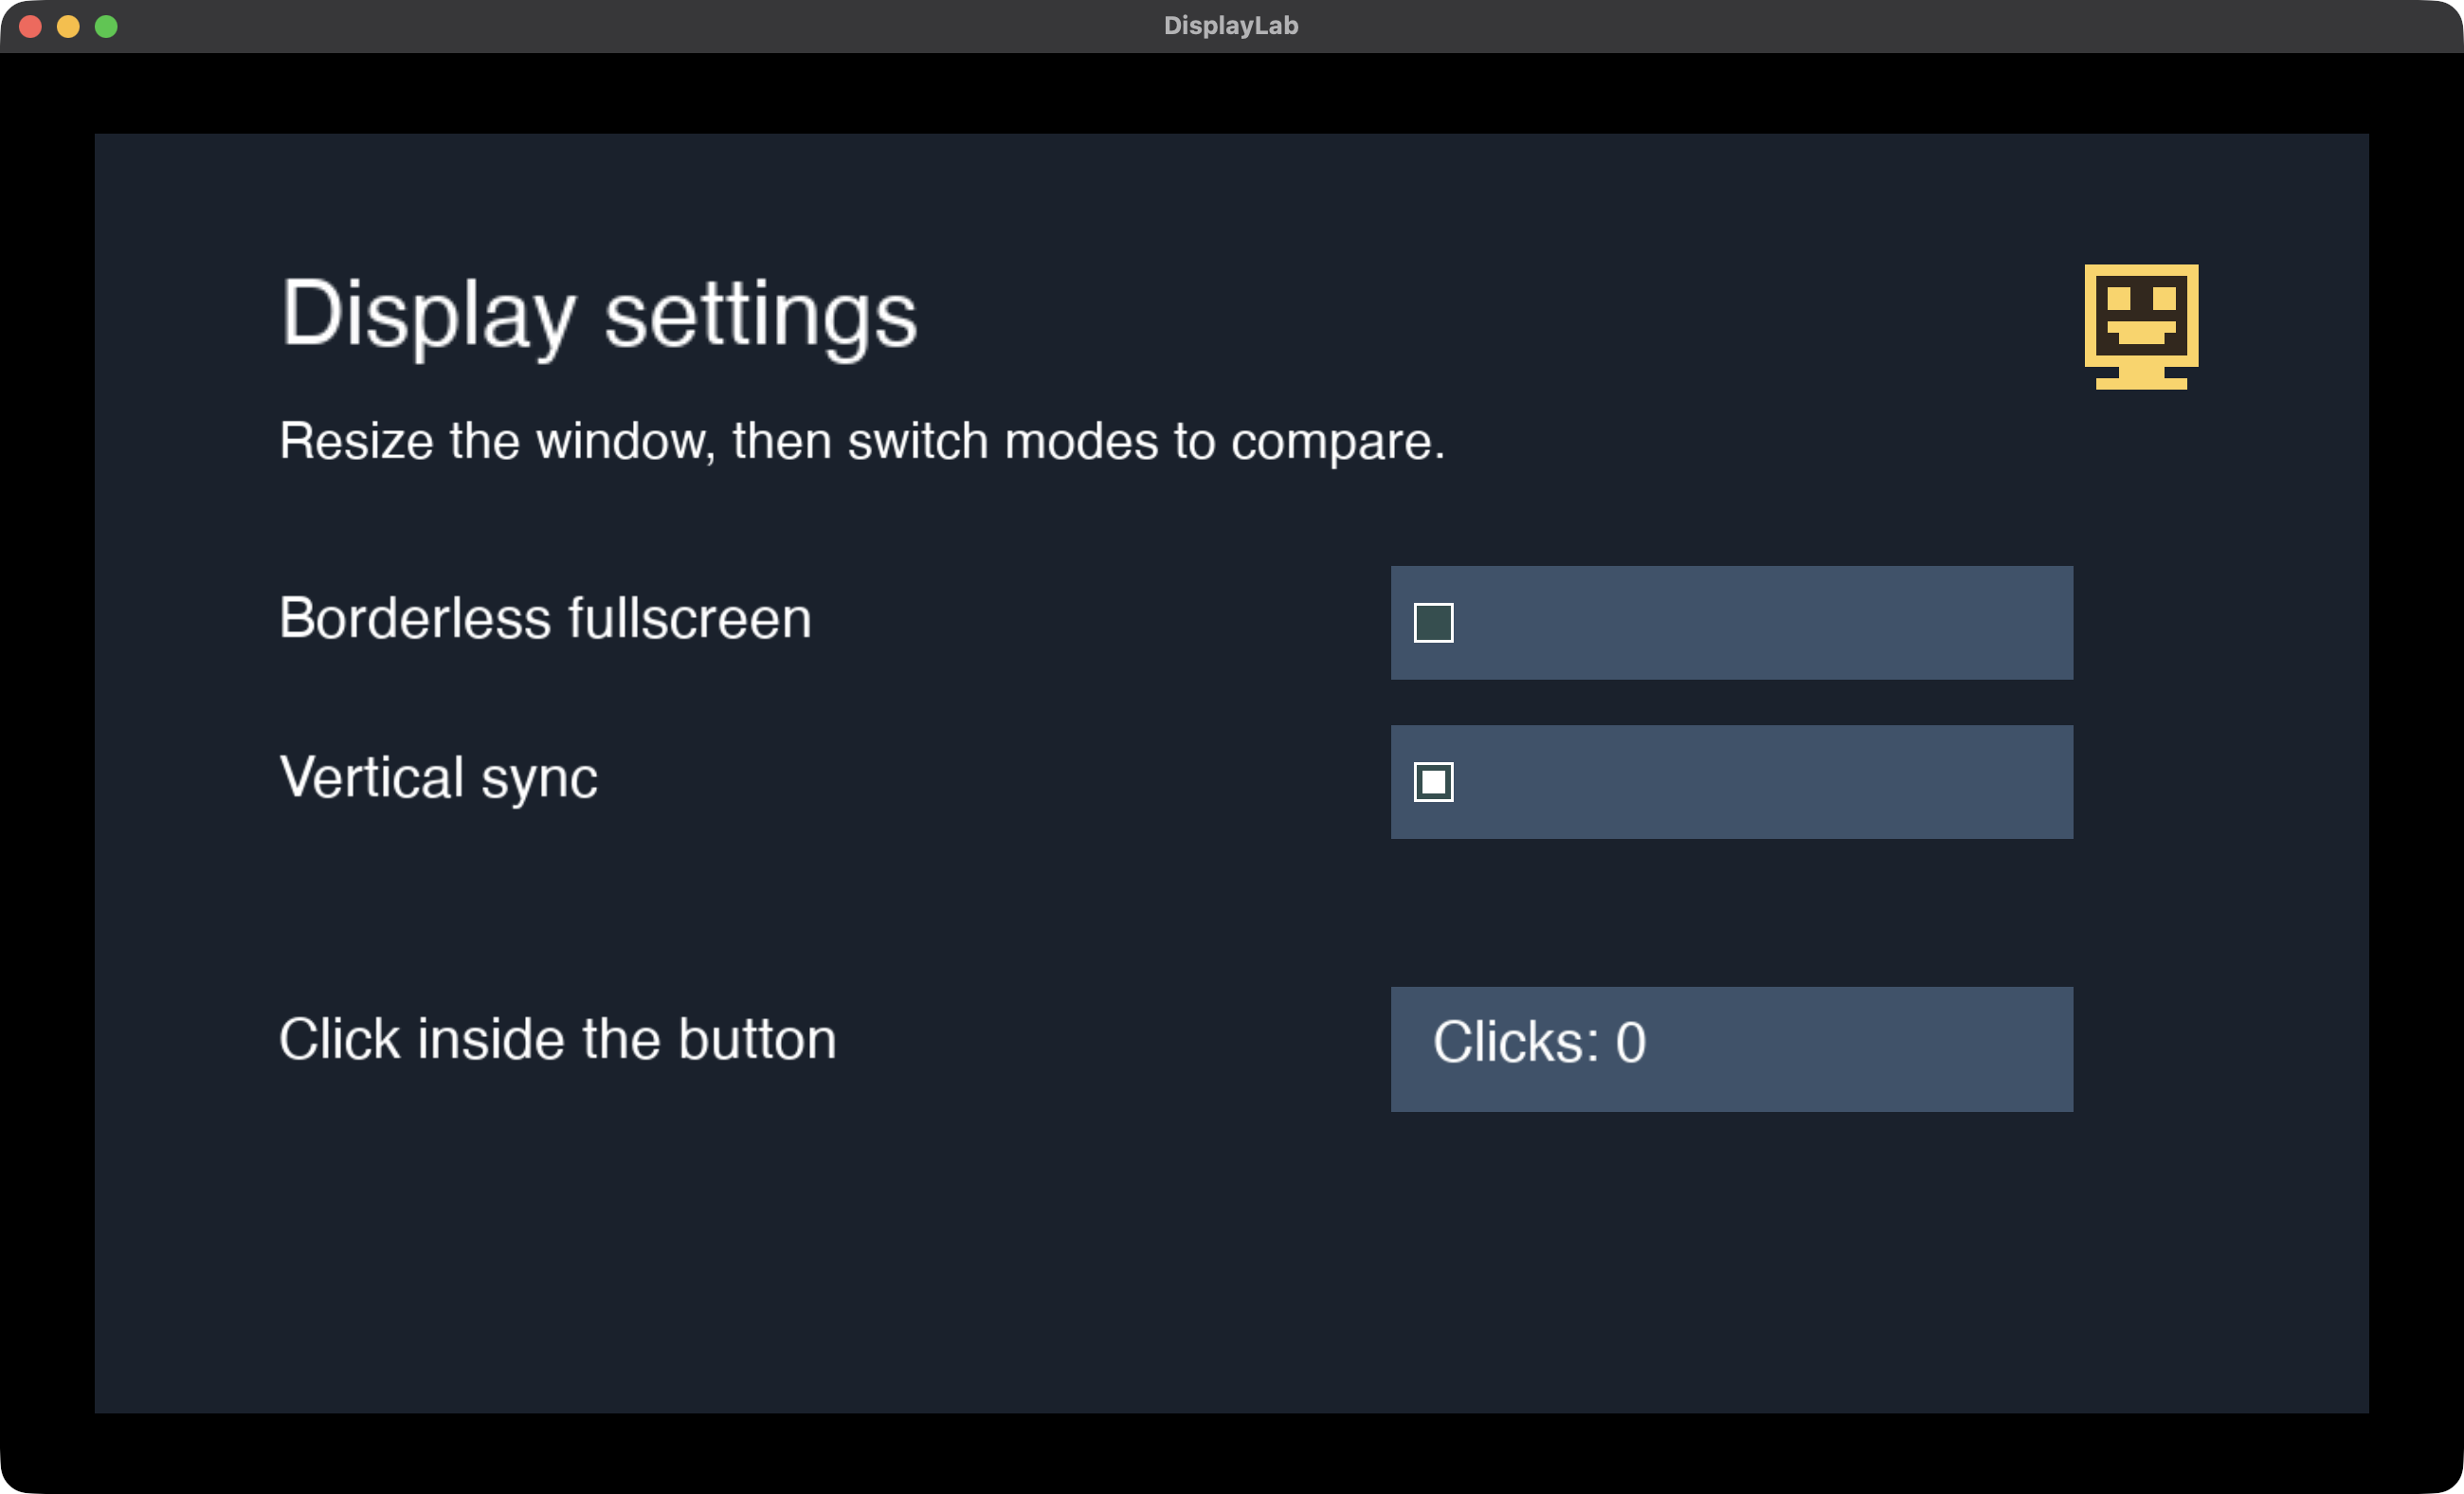 DisplayLab
Display settings
Resize the window, then switch modes to compare.
Borderless fullscreen
Vertical sync
Click inside the button
Clicks: 0